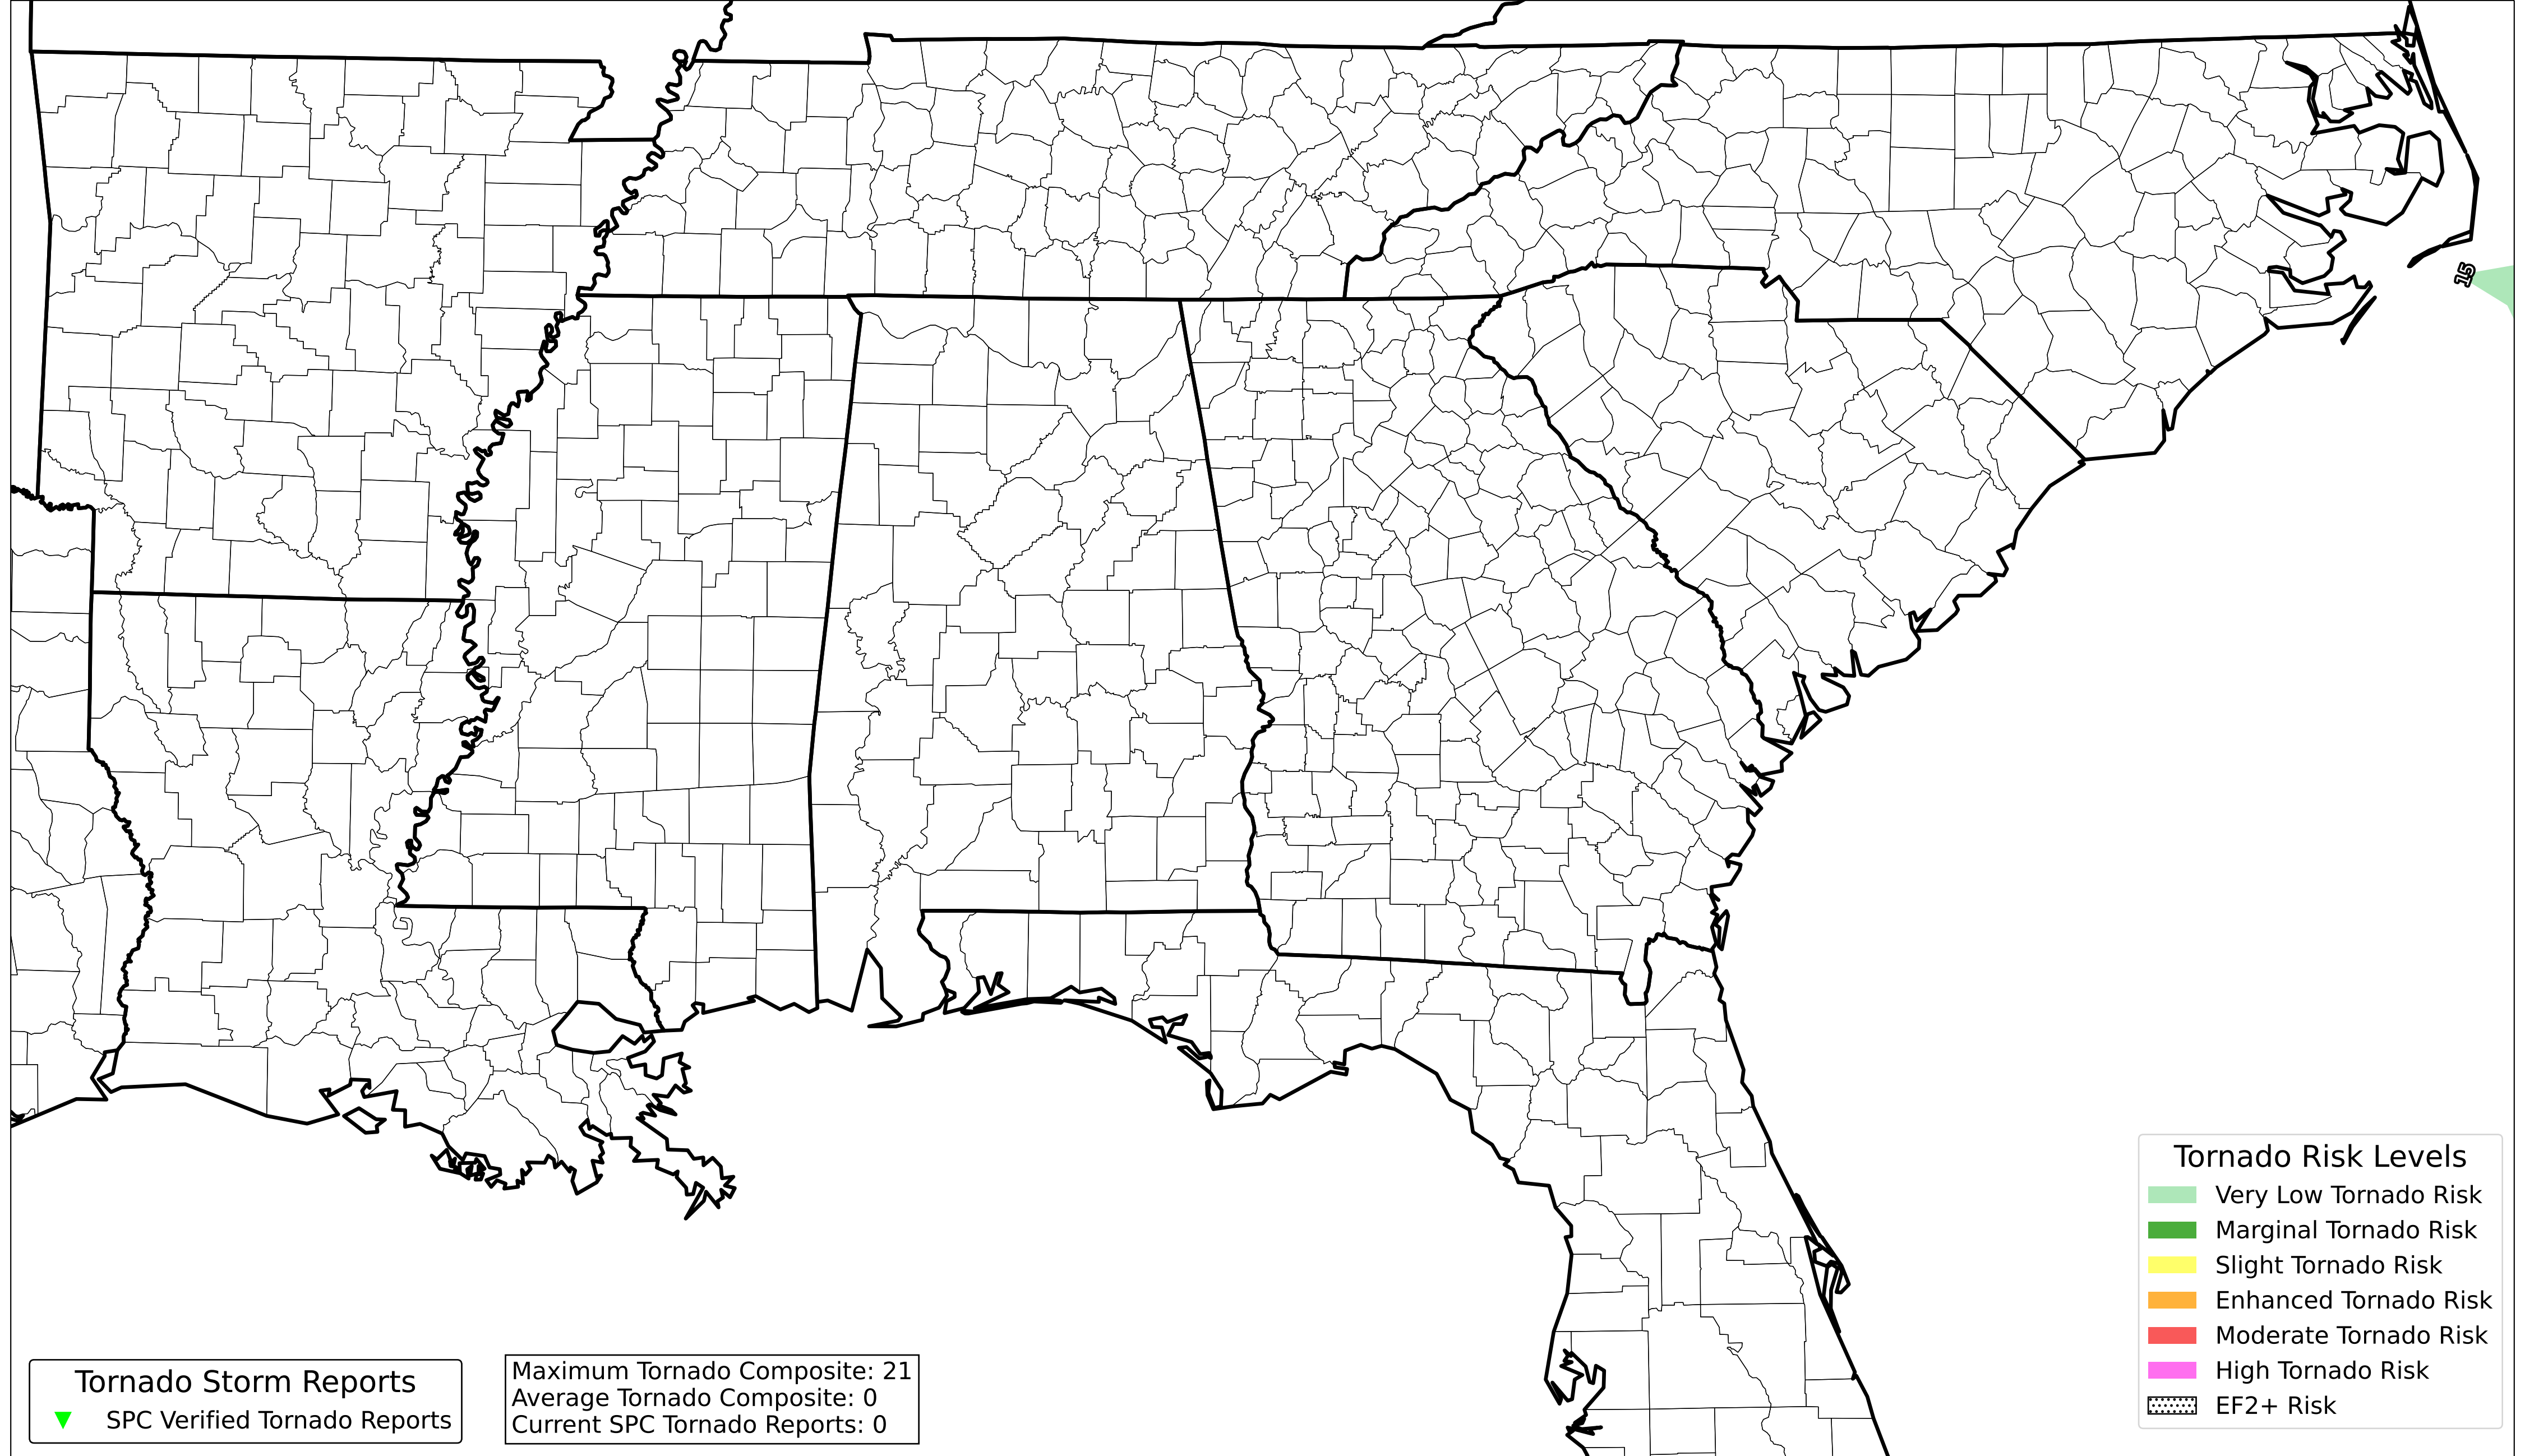 15
Tornado Risk Levels
Very Low Tornado Risk
Marginal Tornado Risk
Slight Tornado Risk
Enhanced Tornado Risk
Moderate Tornado Risk
High Tornado Risk
EF2+ Risk
Tornado Storm Reports
SPC Verified Tornado Reports
Maximum Tornado Composite: 21
Average Tornado Composite: 0
Current SPC Tornado Reports: 0